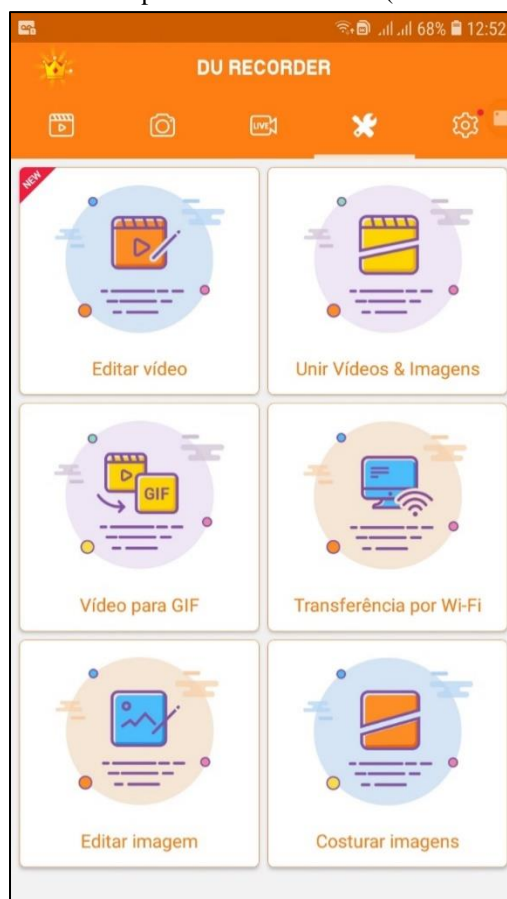 68% 12:52
DU RECORDER
LIVE
NEW
Editar vídeo
Unir Vídeos & Imagens
GIF
Vídeo para GIF
Transferência por Wi-Fi
Editar imagem
Costurar imagens